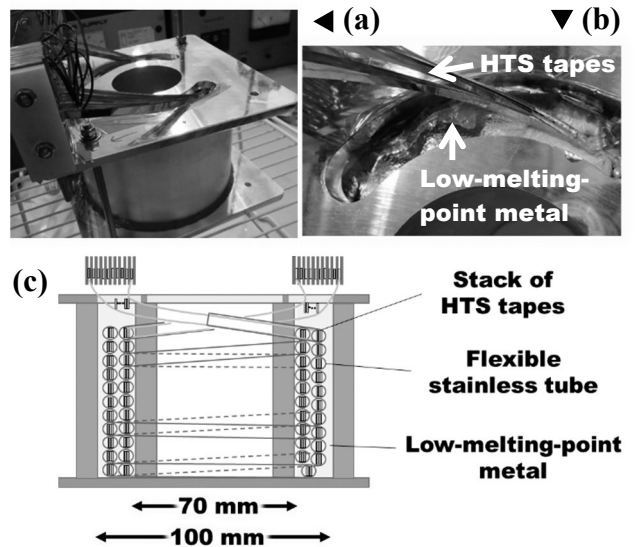 ◀ (a)
▼ (b)
HTS tapes
Low-melting-
point metal
(c)
Stack of
HTS tapes
Flexible
stainless tube
Low-melting-point
metal
70 mm
100 mm